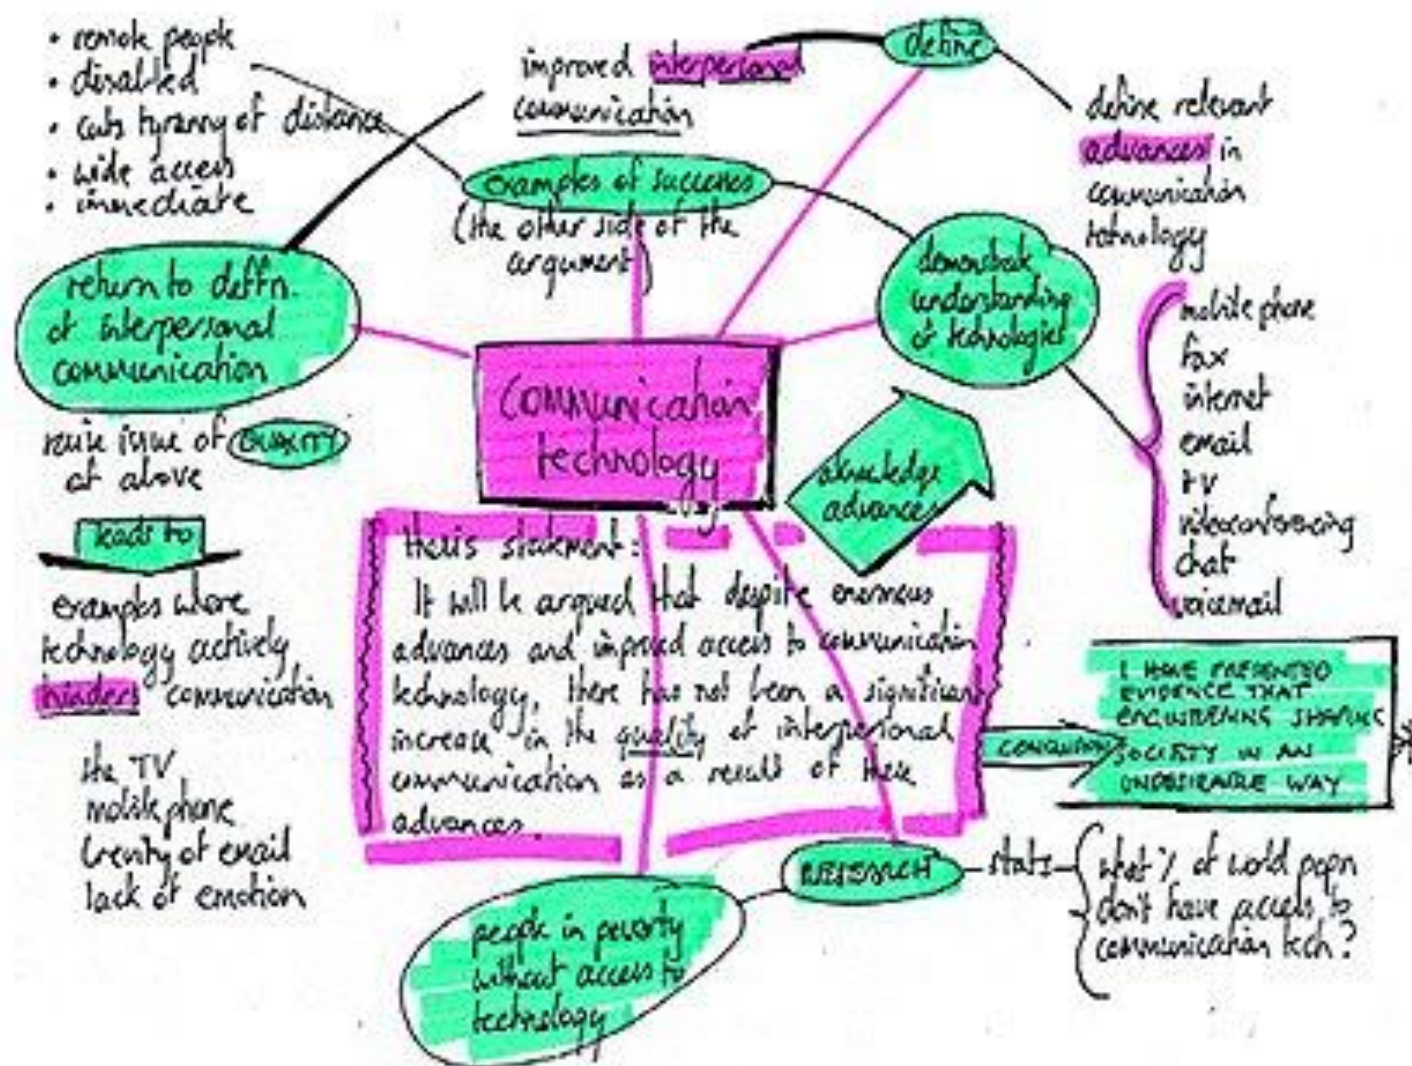 • remote people
• disabled
• cuts tyranny of distance
• wide access
• immediate
improved interpersonal
communication
define
define relevant
advances in
communication
technology
examples of successes
(the other side of the
argument)
demonstrate
understanding
of technologies
mobile phone
fax
internet
email
TV
videoconferencing
chat
voicemail
return to deffn.
of interpersonal
communication
raise issue of QUALITY
of above
leads to
examples where
technology actively
hinders communication
the TV
mobile phone
brevity of email
lack of emotion
communication
technology
aknowledge
advances
thesis statement:
It will be argued that despite enormous
advances and improved access to communication
technology, there has not been a significant
increase in the quality of interpersonal
communication as a result of these
advances.
CONCLUSION
I HAVE PRESENTED
EVIDENCE THAT
ENGINEERING SHAPING
SOCIETY IN AN
UNDESIRABLE WAY
RESEARCH
stats
what % of world popn
don't have access to
communication tech?
people in poverty
without access to
technology